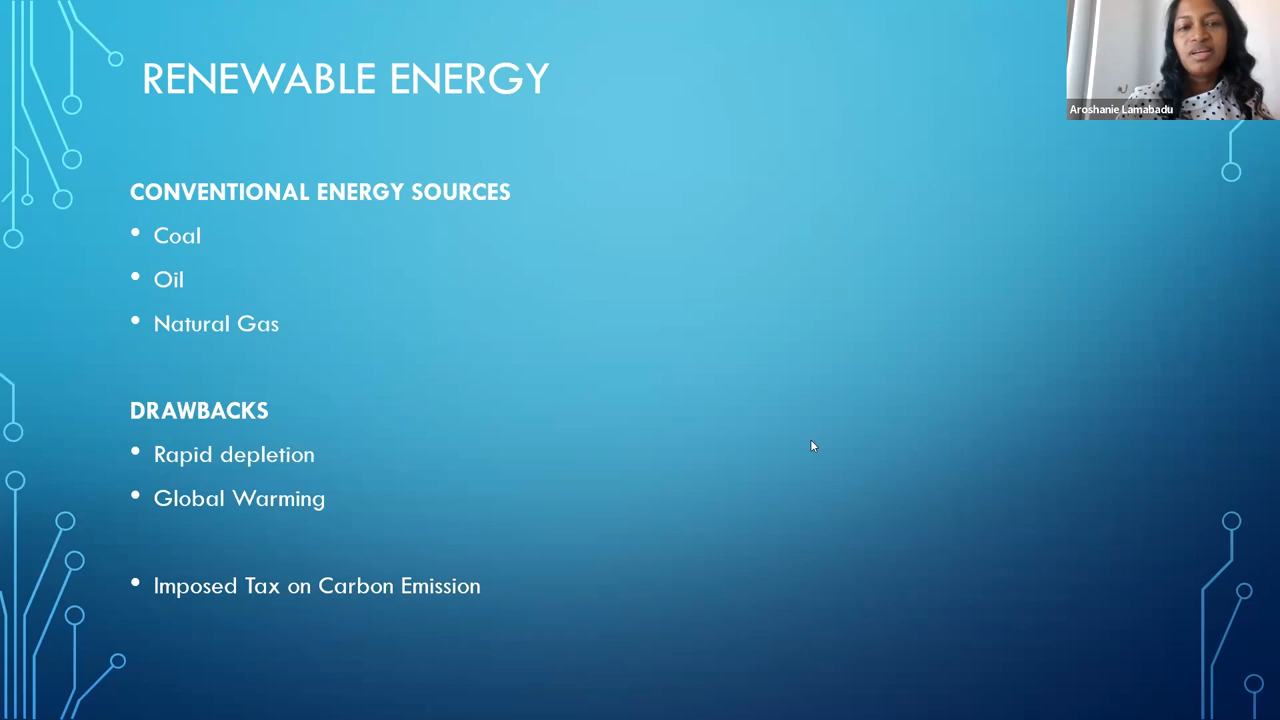 RENEWABLE ENERGY
Aroshanie Lamabadu
CONVENTIONAL ENERGY SOURCES
• Coal
• Oil
• Natural Gas
DRAWBACKS
• Rapid depletion
• Global Warming
• Imposed Tax on Carbon Emission